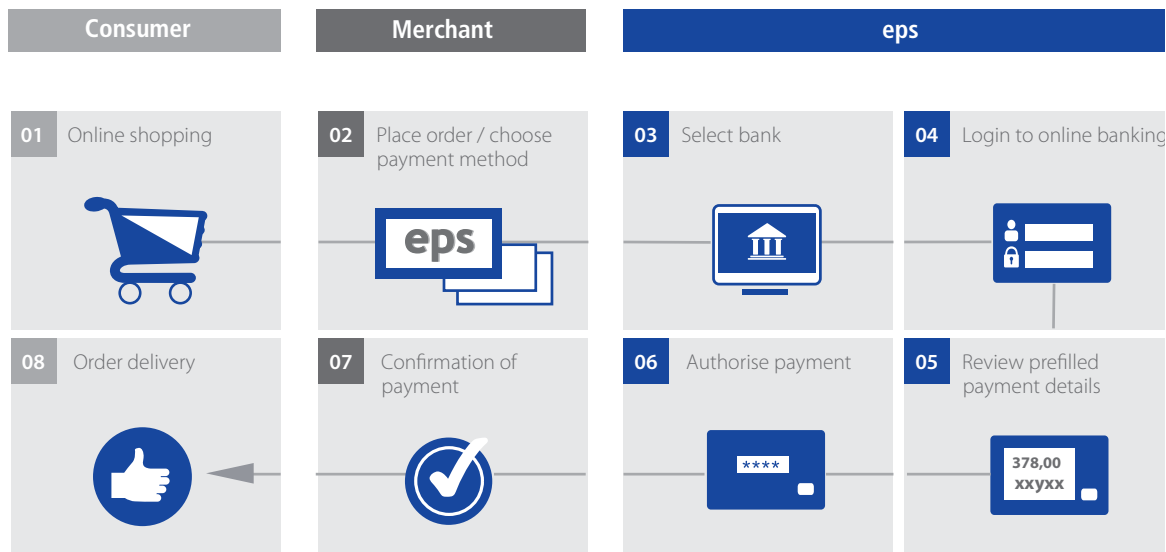 Consumer
Merchant
eps
01 Online shopping
02 Place order / choose
payment method
eps
03 Select bank
04 Login to online banking
08 Order delivery
07 Confirmation of
payment
06 Authorise payment
****
05 Review prefilled
payment details
378,00
xxyxx